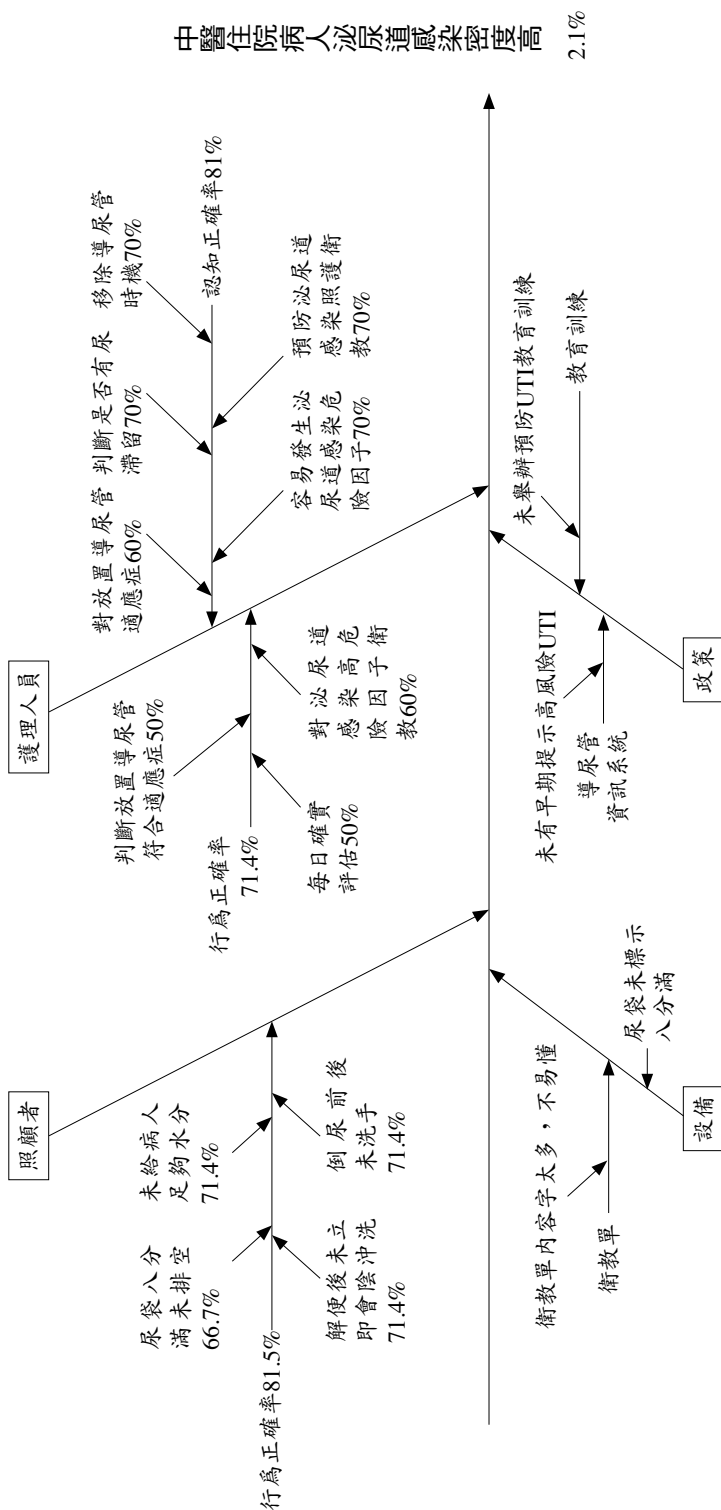 中醫住院病人泌尿道感染密度高
2.1%
照顧者
尿袋八分
滿未排空
66.7%
未給病人
足夠水分
71.4%
行為正確率81.5%
解便後未立
即會陰沖洗
71.4%
倒尿前後
未洗手
71.4%
護理人員
對放置導尿管
適應症60%
判斷是否有尿
滯留70%
移除導尿管
時機70%
認知正確率81%
容易發生泌
尿道感染危
險因子70%
預防泌尿道
感染照護衛
教70%
判斷放置導尿管
符合適應症50%
行為正確率
71.4%
每日確實
評估50%
對泌尿道
感染高危
險因子衛
教60%
衛教單內容字太多，不易懂
衛教單
尿袋未標示
八分滿
設備
未有早期提示高風險UTI
導尿管
資訊系統
未舉辦預防UTI教育訓練
教育訓練
政策